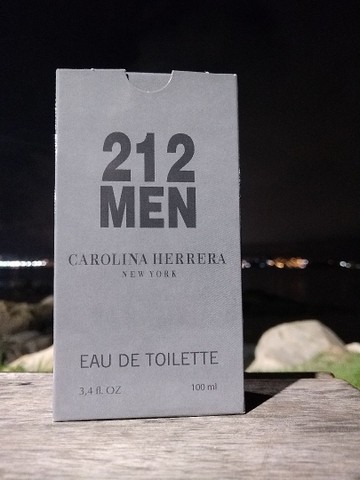 212
MEN
CAROLINA HERRERA
NEW YORK
EAU DE TOILETTE
3,4 fl. OZ 100 ml